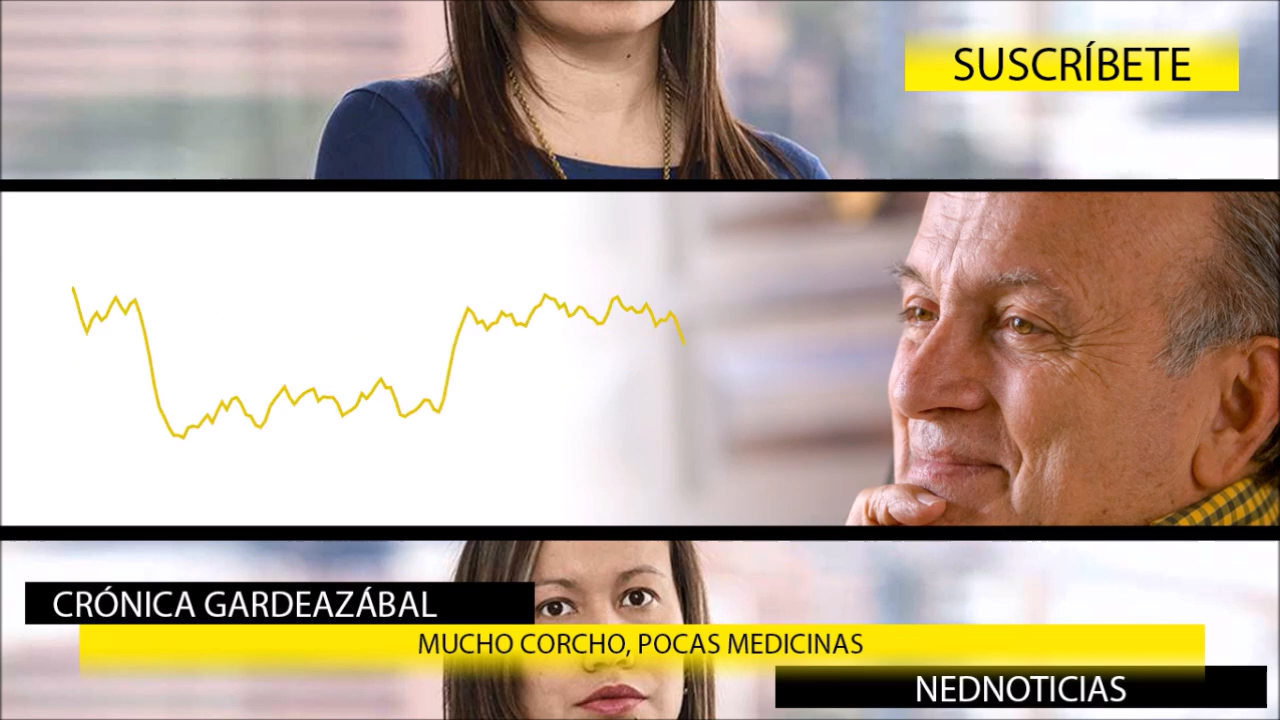 SUSCRÍBETE
CRÓNICA GARDEAZÁBAL
MUCHO CORCHO, POCAS MEDICINAS
NEDNOTICIAS